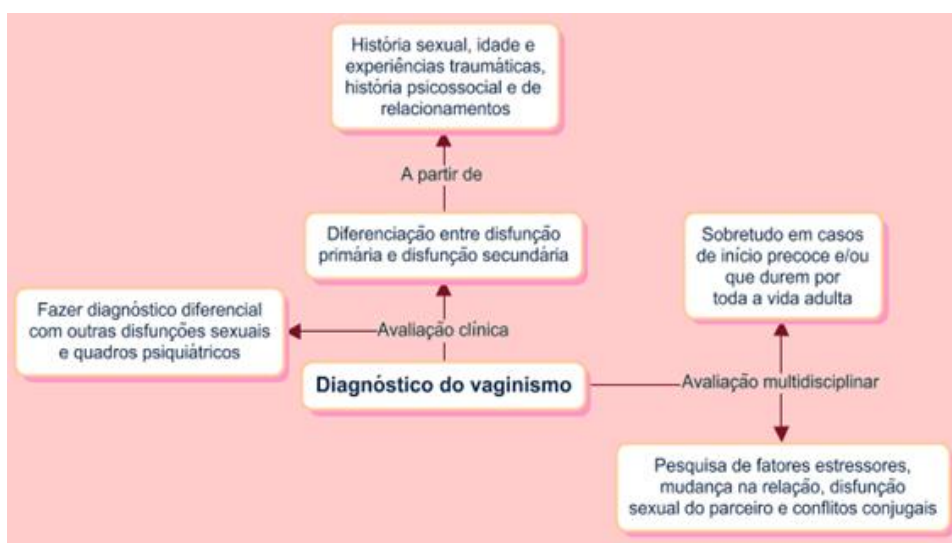 História sexual, idade e
experiências traumáticas,
história psicossocial e de
relacionamentos
A partir de
Diferenciação entre disfunção
primária e disfunção secundária
Sobretudo em casos
de início precoce e/ou
que durem por
toda a vida adulta
Fazer diagnóstico diferencial
com outras disfunções sexuais
e quadros psiquiátricos
Avaliação clínica
Diagnóstico do vaginismo
Avaliação multidisciplinar
Pesquisa de fatores estressores,
mudança na relação, disfunção
sexual do parceiro e conflitos conjugais